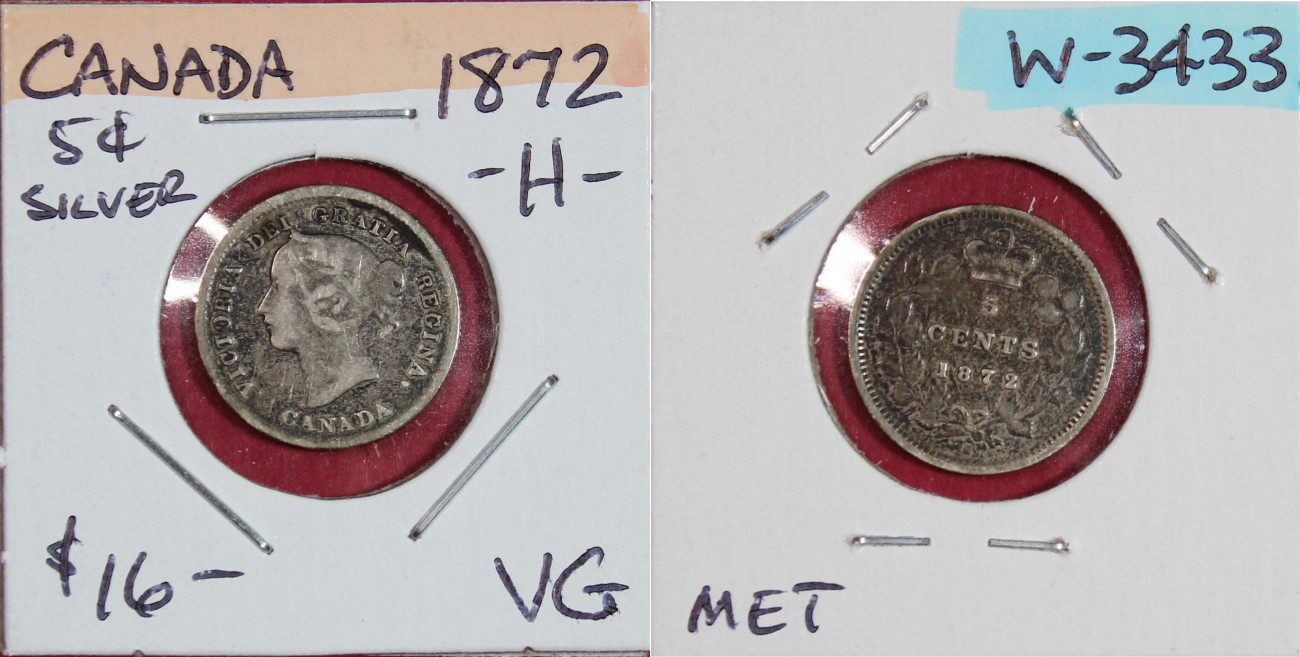 CANADA 1872
5¢ -H-
SILVER
VICTORIA DEI GRATIA REGINA.
CANADA
$16-
VG
W-3433
5
CENTS
1872
MET